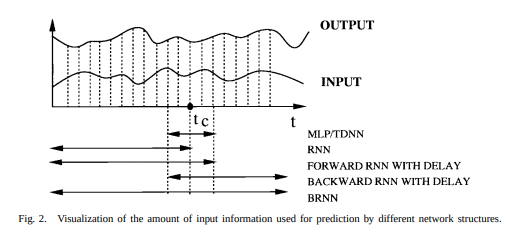 OUTPUT
INPUT
t c
t
MLP/TDNN
RNN
FORWARD RNN WITH DELAY
BACKWARD RNN WITH DELAY
BRNN
Fig. 2. Visualization of the amount of input information used for prediction by different network structures.